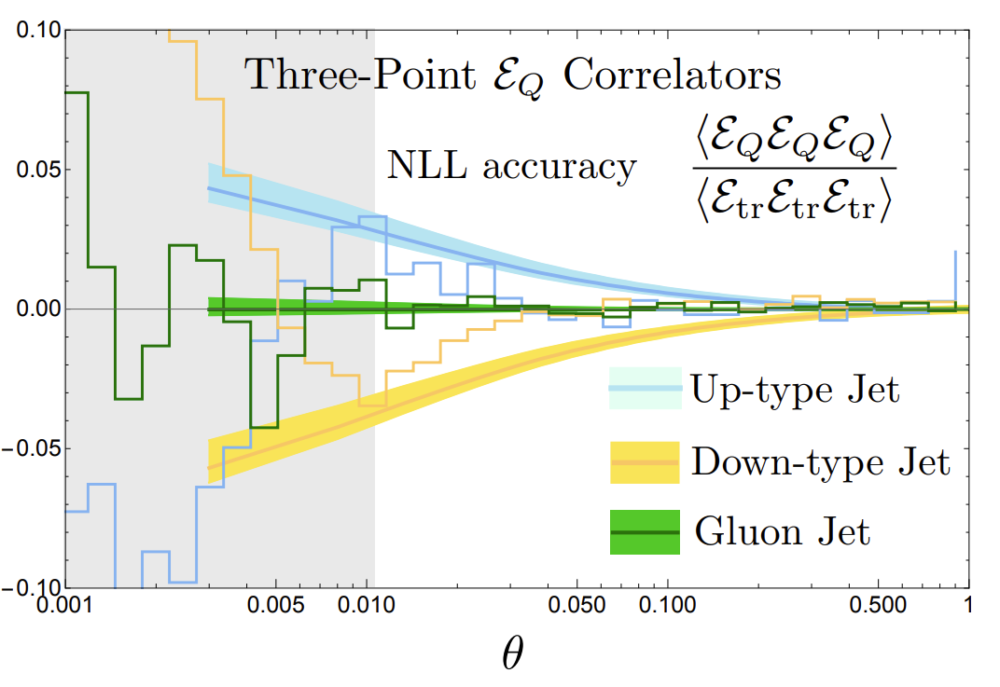 0.10
0.05
0.00
−0.05
−0.10
Three-Point ℰ_Q Correlators
NLL accuracy
⟨ℰ_Qℰ_Qℰ_Q⟩
⟨ℰ_trℰ_trℰ_tr⟩
Up-type Jet
Down-type Jet
Gluon Jet
0.001 0.005 0.010 0.050 0.100 0.500 1
θ